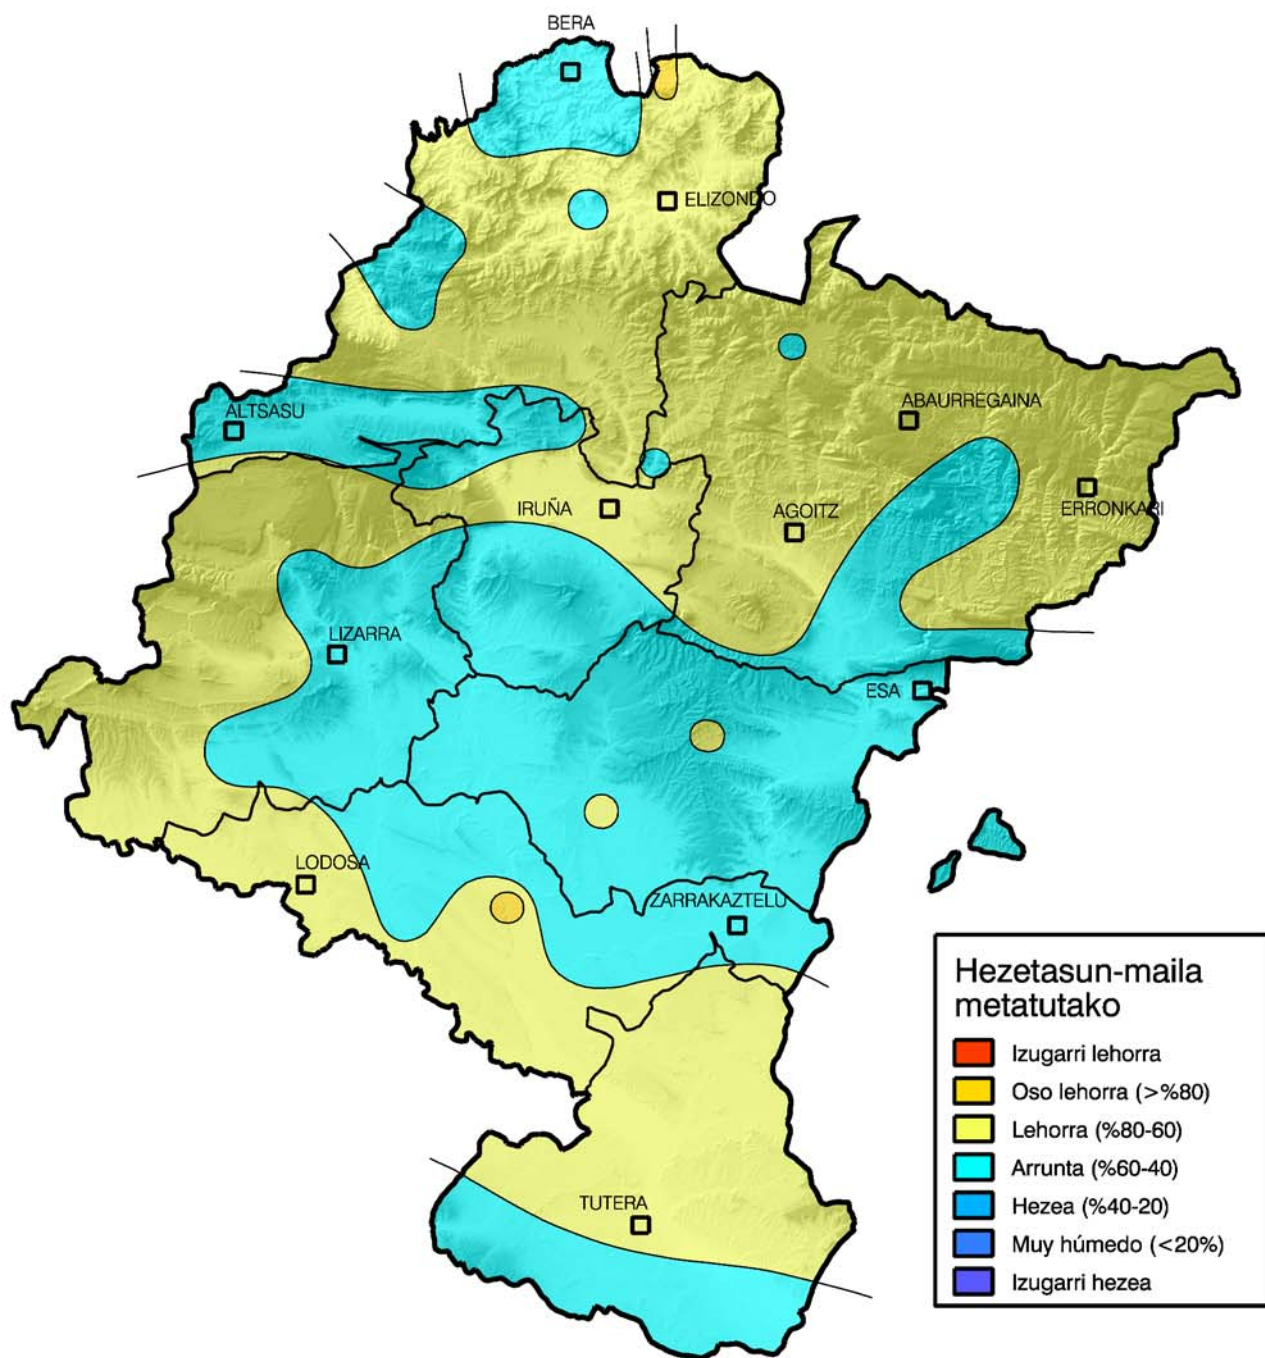 BERA
ELIZONDO
ALTSASU
ABAURREGAINA
IRUÑA
AGOITZ
ERRONKARI
LIZARRA
ESA
LODOSA
ZARRAKAZTELU
TUTERA
Hezetasun-maila
metatutako
Izugarri lehorra
Oso lehorra (>%80)
Lehorra (%80-60)
Arrunta (%60-40)
Hezea (%40-20)
Muy húmedo (<20%)
Izugarri hezea